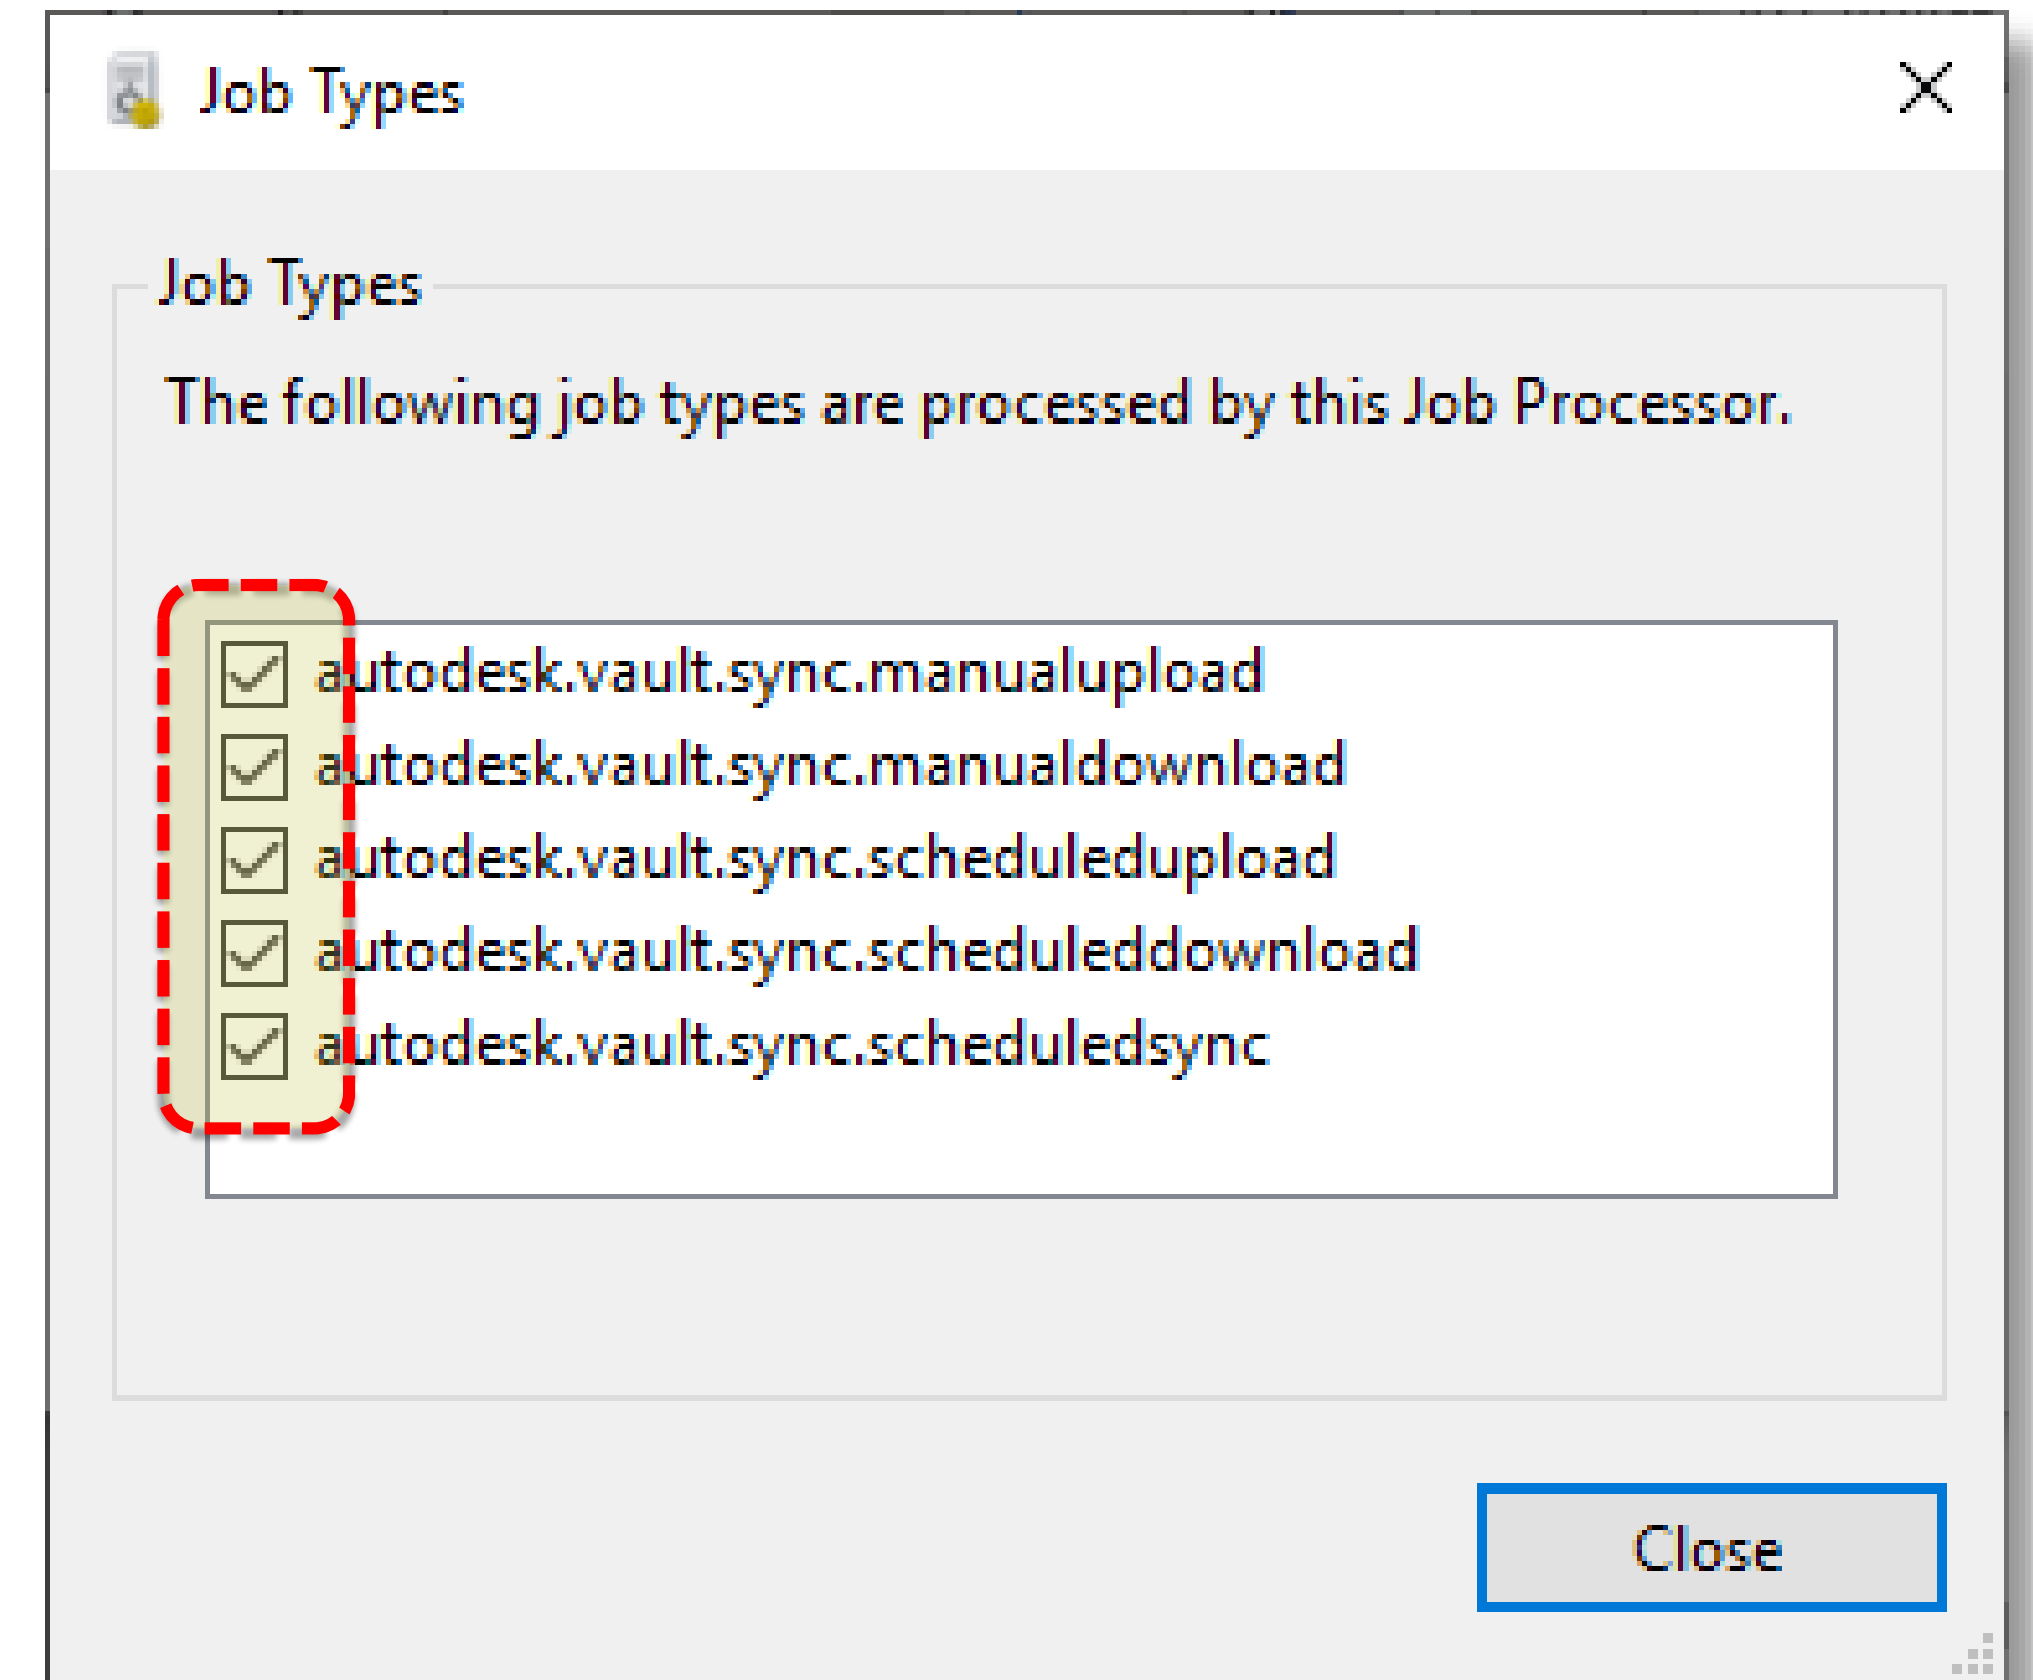 Job Types
Job Types
The following job types are processed by this Job Processor.
autodesk.vault.sync.manualupload
autodesk.vault.sync.manualdownload
autodesk.vault.sync.scheduledupload
autodesk.vault.sync.scheduleddownload
autodesk.vault.sync.scheduledsync
Close